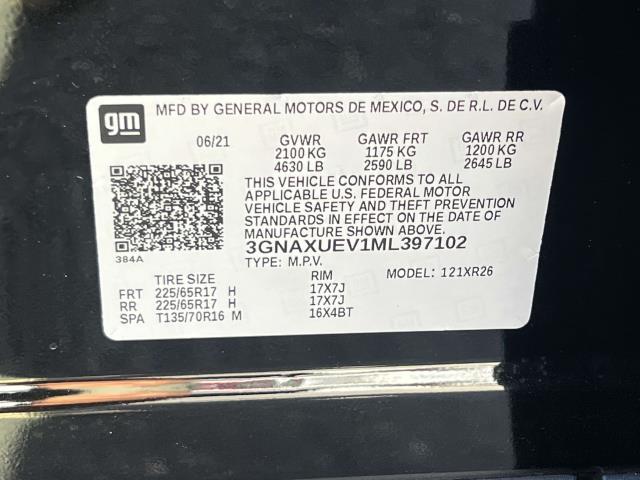 gm
MFD BY GENERAL MOTORS DE MEXICO, S. DE R.L. DE C.V.
06/21 GVWR GAWR FRT GAWR RR
2100 KG 1175 KG 1200 KG
4630 LB 2590 LB 2645 LB
THIS VEHICLE CONFORMS TO ALL
APPLICABLE U.S. FEDERAL MOTOR
VEHICLE SAFETY AND THEFT PREVENTION
STANDARDS IN EFFECT ON THE DATE OF
MANUFACTURE SHOWN ABOVE.
3GNAXUEV1ML397102
384A TYPE: M.P.V. MODEL: 121XR26
TIRE SIZE RIM
FRT 225/65R17 H 17X7J
RR 225/65R17 H 17X7J
SPA T135/70R16 M 16X4BT